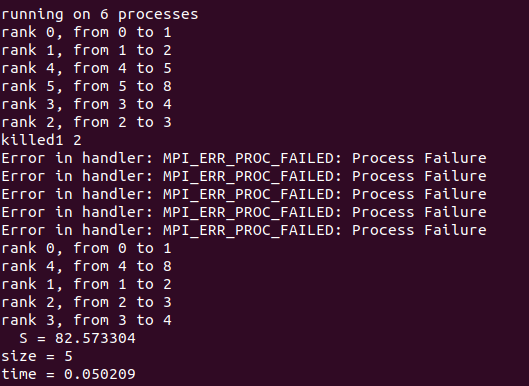 running on 6 processes
rank 0, from 0 to 1
rank 1, from 1 to 2
rank 4, from 4 to 5
rank 5, from 5 to 8
rank 3, from 3 to 4
rank 2, from 2 to 3
killed1 2
Error in handler: MPI_ERR_PROC_FAILED: Process Failure
Error in handler: MPI_ERR_PROC_FAILED: Process Failure
Error in handler: MPI_ERR_PROC_FAILED: Process Failure
Error in handler: MPI_ERR_PROC_FAILED: Process Failure
Error in handler: MPI_ERR_PROC_FAILED: Process Failure
rank 0, from 0 to 1
rank 4, from 4 to 8
rank 1, from 1 to 2
rank 2, from 2 to 3
rank 3, from 3 to 4
  S = 82.573304
size = 5
time = 0.050209